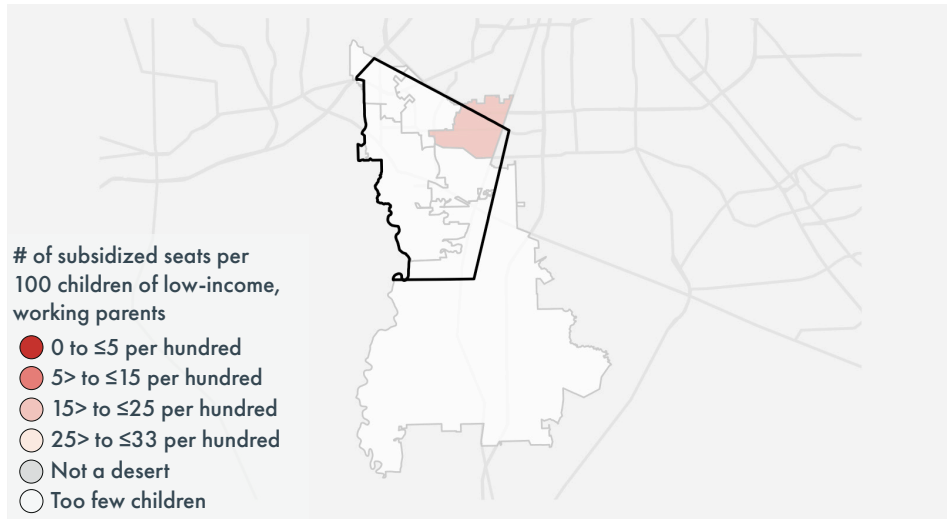 # of subsidized seats per
100 children of low-income,
working parents
0 to ≤5 per hundred
5> to ≤15 per hundred
15> to ≤25 per hundred
25> to ≤33 per hundred
Not a desert
Too few children